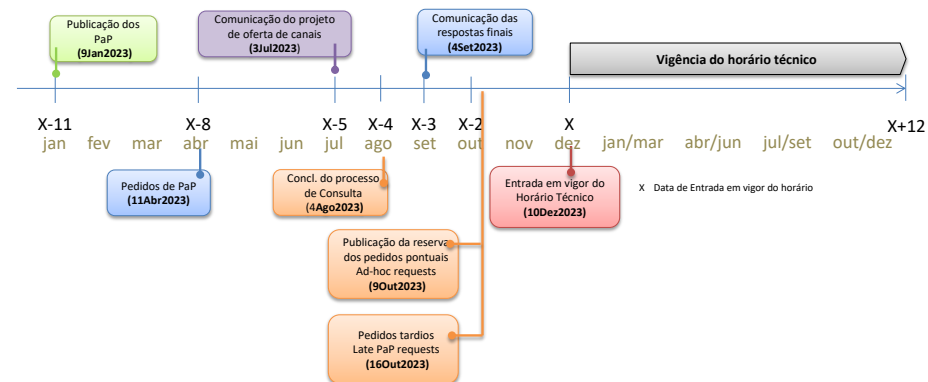 Publicação dos
PaP
(9Jan2023)
Comunicação do projeto
de oferta de canais
(3Jul2023)
Comunicação das
respostas finais
(4Set2023)
Vigência do horário técnico
X-11 X-8 X-5 X-4 X-3 X-2 X X+12
jan fev mar abr mai jun jul ago set out nov dez jan/mar abr/jun jul/set out/dez
Pedidos de PaP
(11Abr2023)
Concl. do processo
de Consulta
(4Ago2023)
Entrada em vigor do
Horário Técnico
(10Dez2023)
X Data de Entrada em vigor do horário
Publicação da reserva
dos pedidos pontuais
Ad-hoc requests
(9Out2023)
Pedidos tardios
Late PaP requests
(16Out2023)